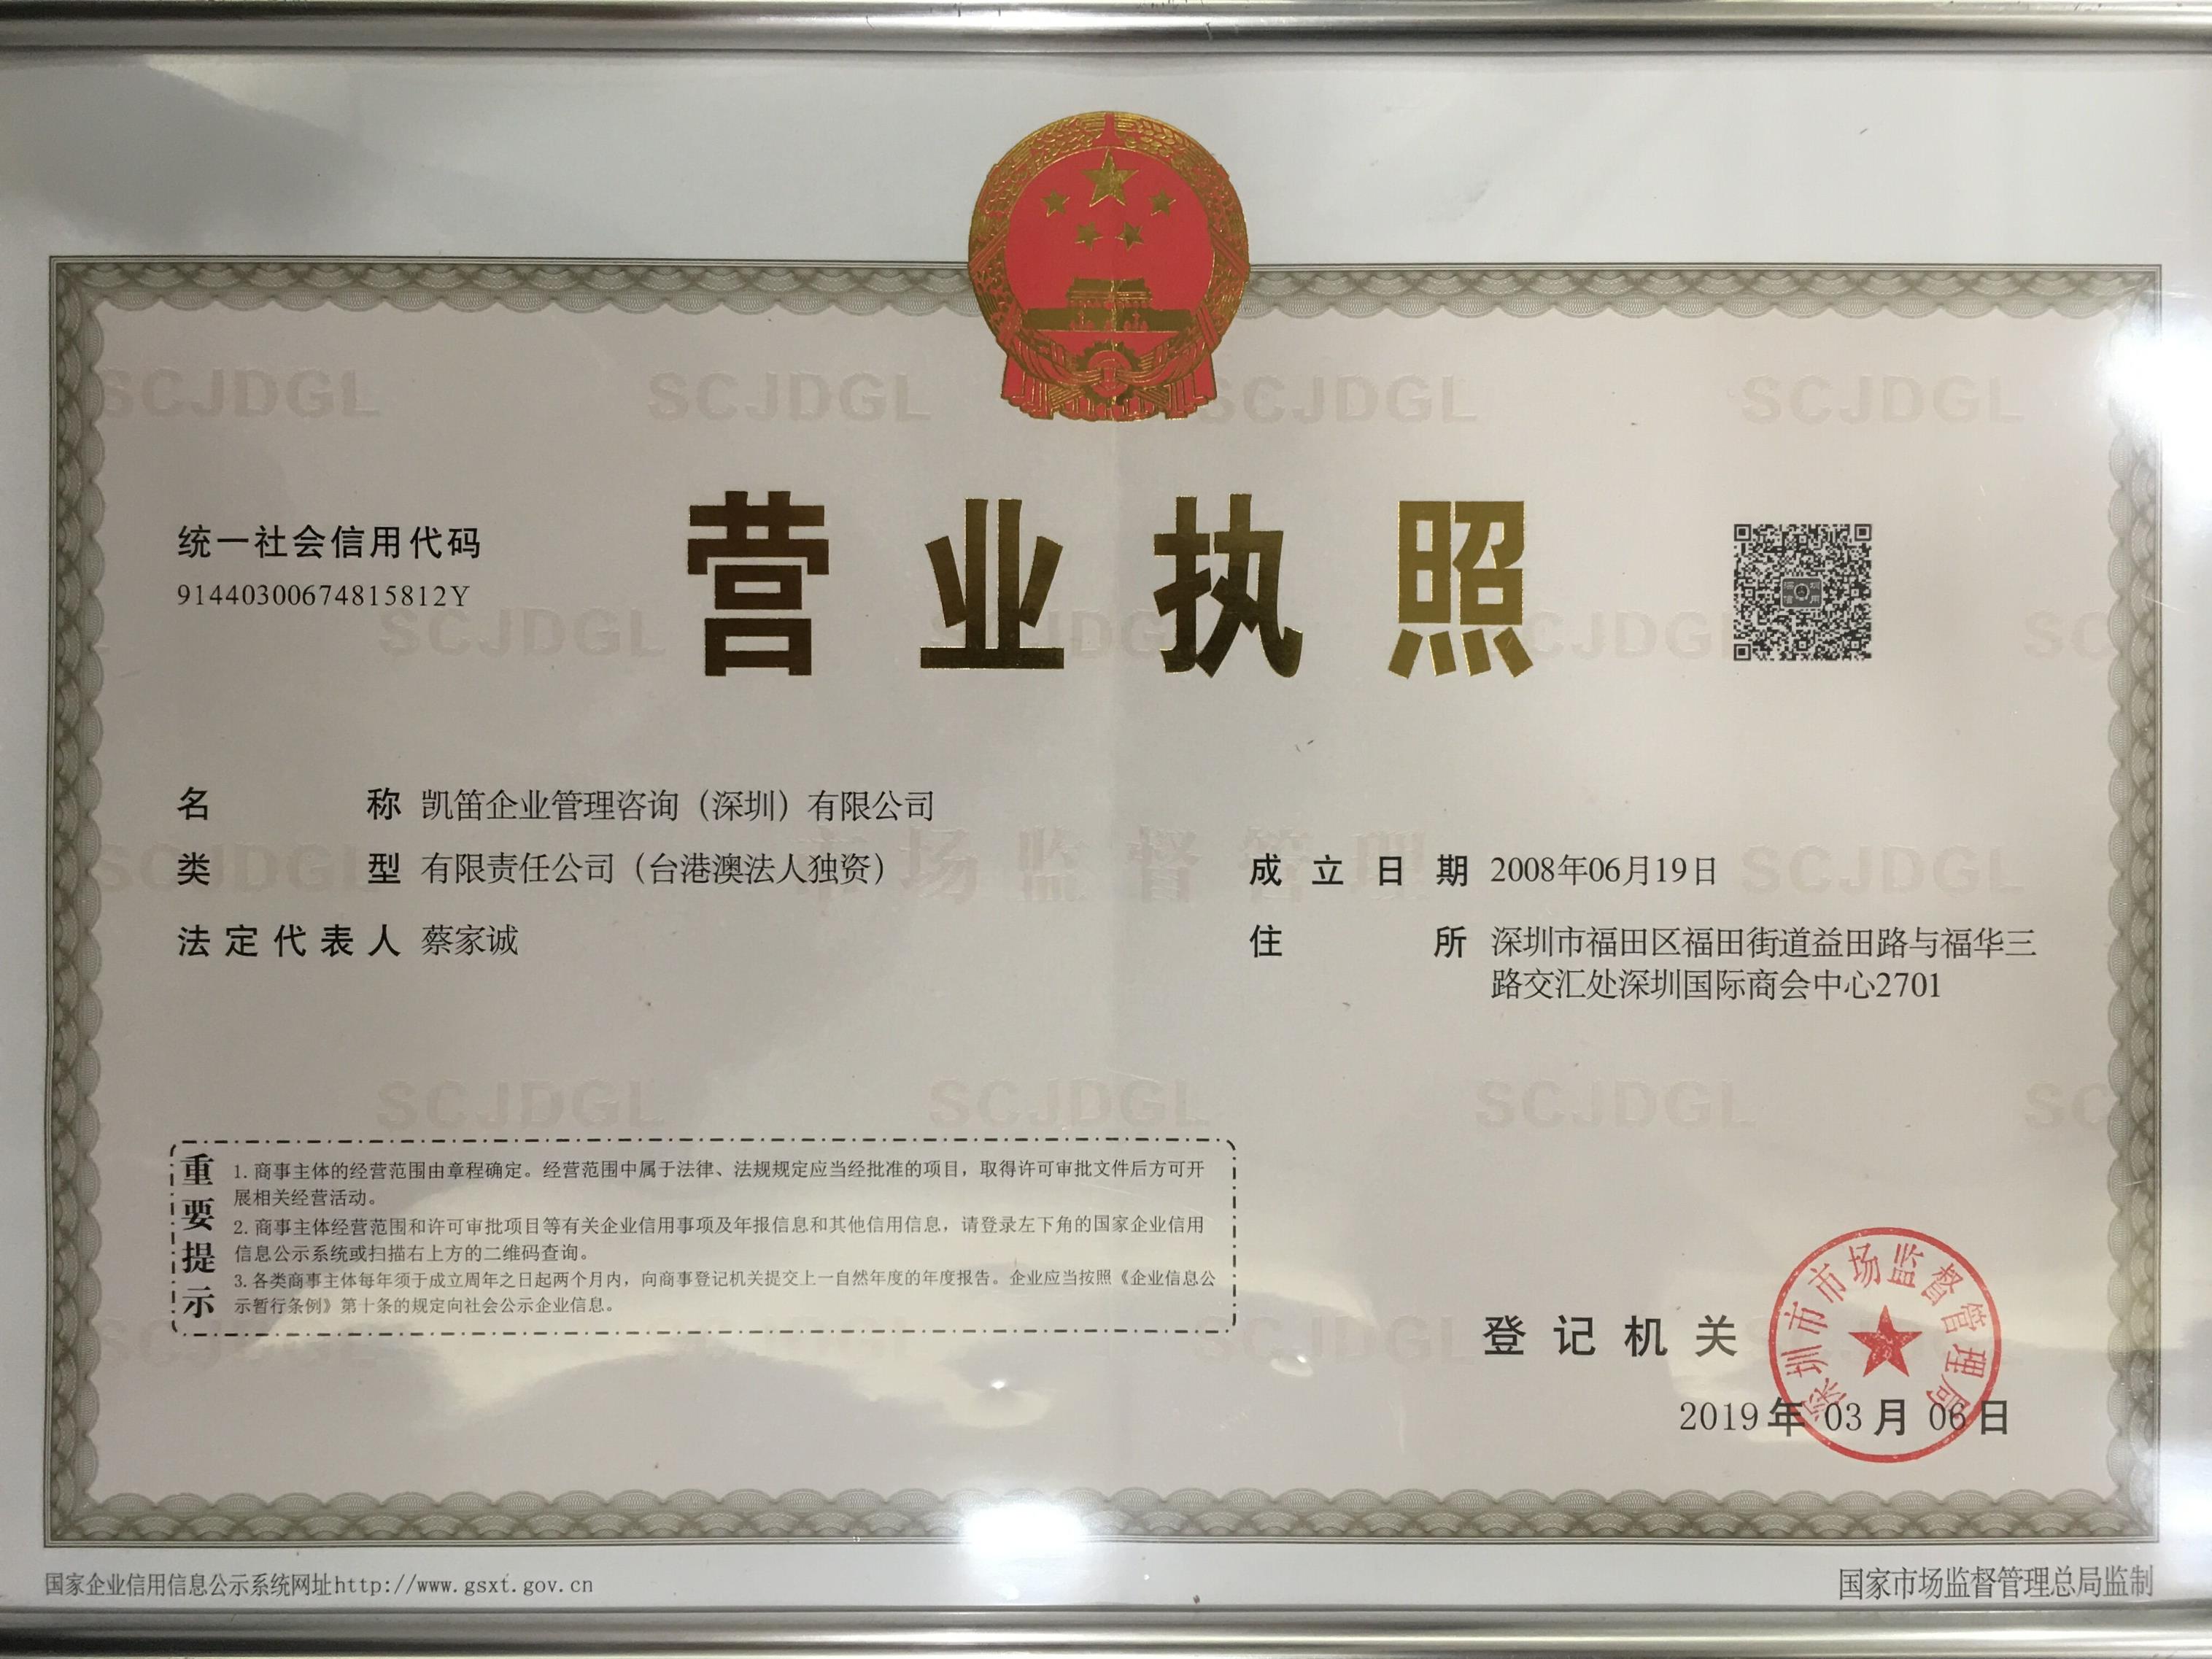 营业执照
统一社会信用代码
91440300674815812Y
名 称 凯笛企业管理咨询（深圳）有限公司
类 型 有限责任公司（台港澳法人独资）
法定代表人 蔡家诚
成立日期 2008年06月19日
住 所 深圳市福田区福田街道益田路与福华三
路交汇处深圳国际商会中心2701
重要提示
1. 商事主体的经营范围由章程确定。经营范围中属于法律、法规规定应当经批准的项目，取得许可审批文件后方可开
展相关经营活动。
2. 商事主体经营范围和许可审批项目等有关企业信用事项及年报信息和其他信用信息，请登录左下角的国家企业信用
信息公示系统或扫描右上方的二维码查询。
3. 各类商事主体每年须于成立周年之日起两个月内，向商事登记机关提交上一自然年度的年度报告。企业应当按照《企业信息公
示暂行条例》第十条的规定向社会公示企业信息。
登记机关
深圳市市场监督管理局
2019年03月06日
国家企业信用信息公示系统网址http://www.gsxt.gov.cn
国家市场监督管理总局监制
SCJDGL
市场监督管理